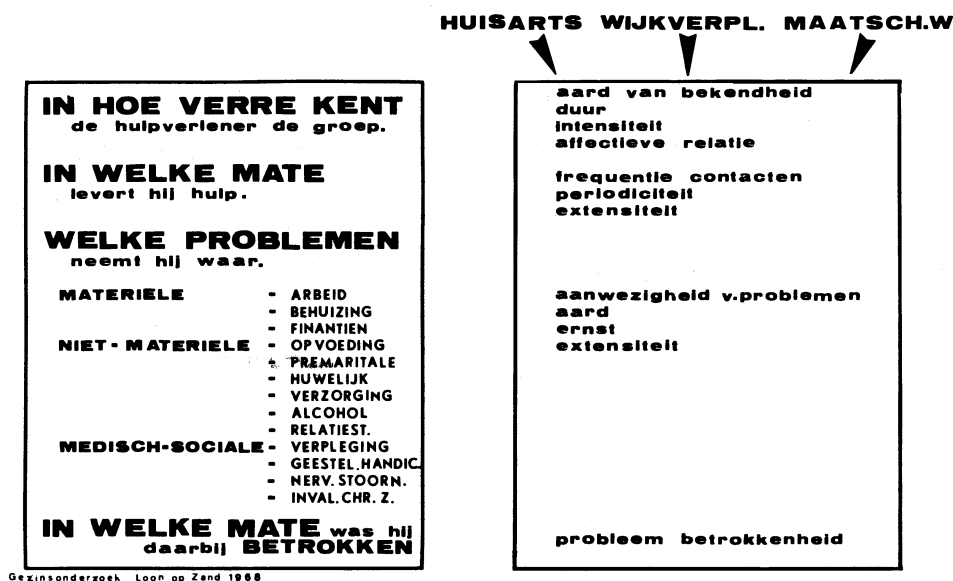 HUISARTS WIJKVERPL. MAATSCH.W
IN HOE VERRE KENT
de hulpverlener de groep.
IN WELKE MATE
levert hij hulp.
WELKE PROBLEMEN
neemt hij waar.
MATERIELE - ARBEID
- BEHUIZING
- FINANTIEN
NIET-MATERIELE - OPVOEDING
- PREMARITALE
- HUWELIJK
- VERZORGING
- ALCOHOL
- RELATIEST.
MEDISCH-SOCIALE - VERPLEGING
- GEESTEL.HANDIC.
- NERV. STOORN.
- INVAL. CHR. Z.
IN WELKE MATE was hij
daarbij BETROKKEN
aard van bekendheid
duur
intensiteit
affectieve relatie
frequentie contacten
periodiciteit
extensiteit
aanwezigheid v.problemen
aard
ernst
extensiteit
probleem betrokkenheid
Gezinsonderzoek Loon op Zand 1968